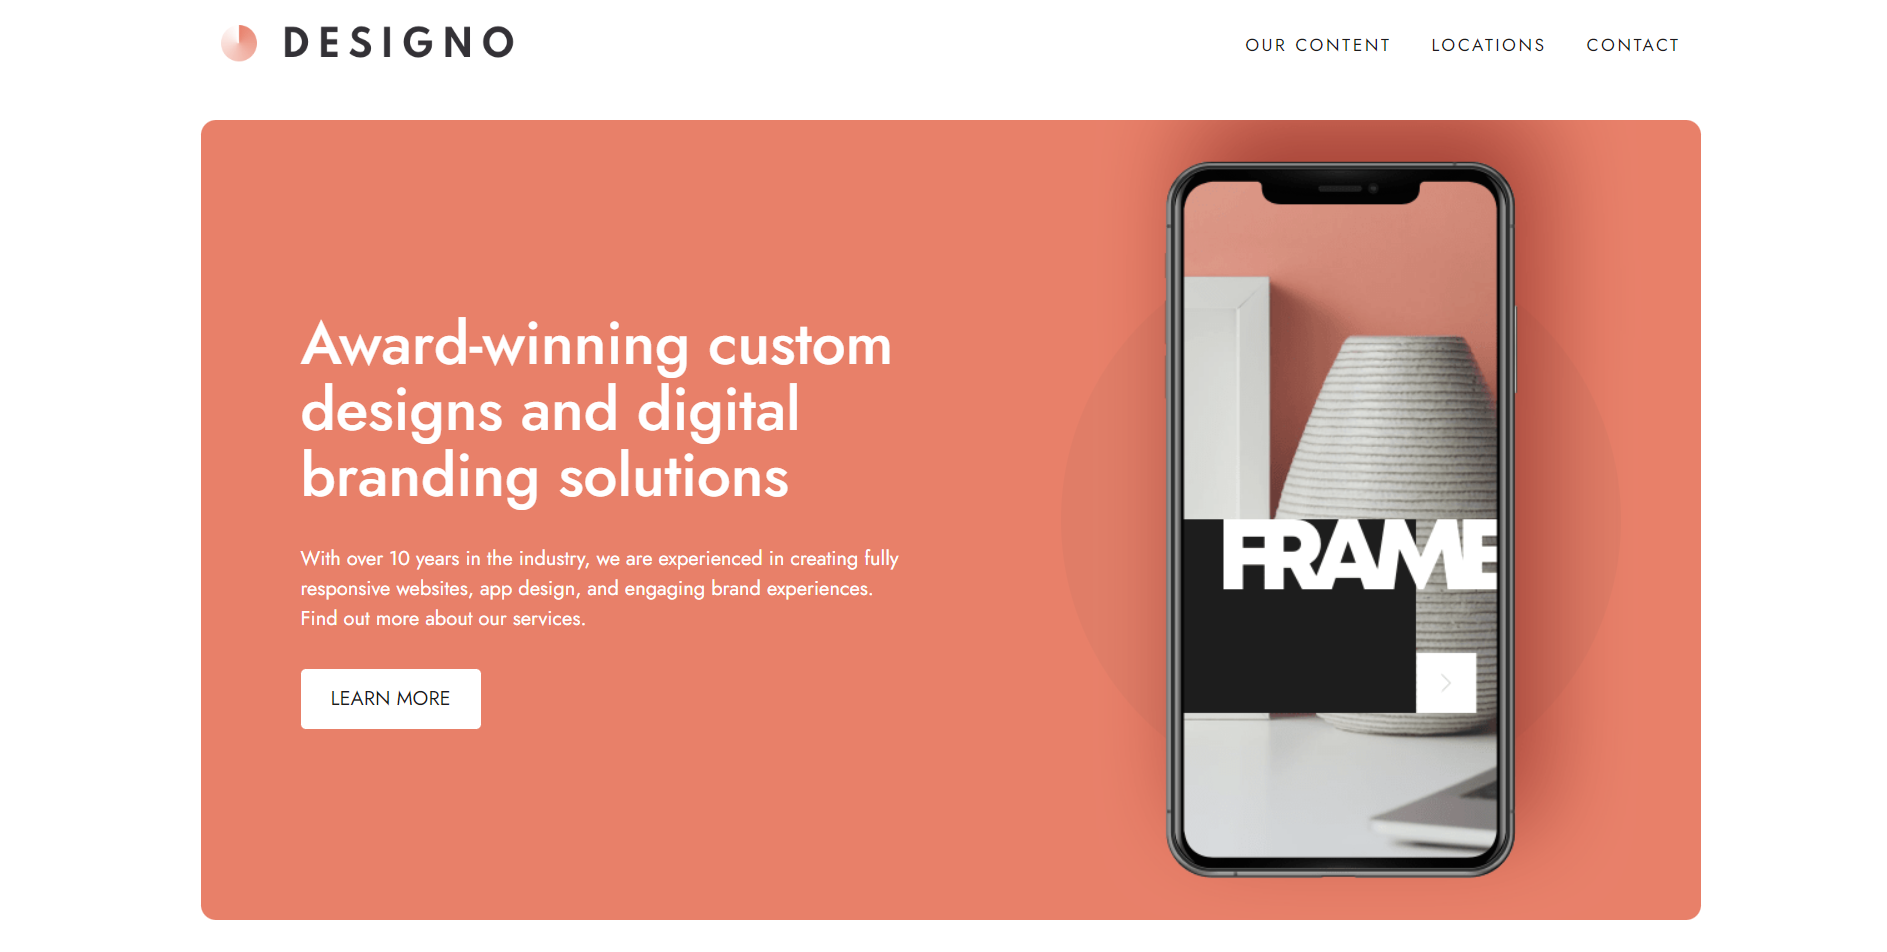 DESIGNO
OUR CONTENT
LOCATIONS
CONTACT
Award-winning custom
designs and digital
branding solutions
With over 10 years in the industry, we are experienced in creating fully
responsive websites, app design, and engaging brand experiences.
Find out more about our services.
LEARN MORE
FRAME